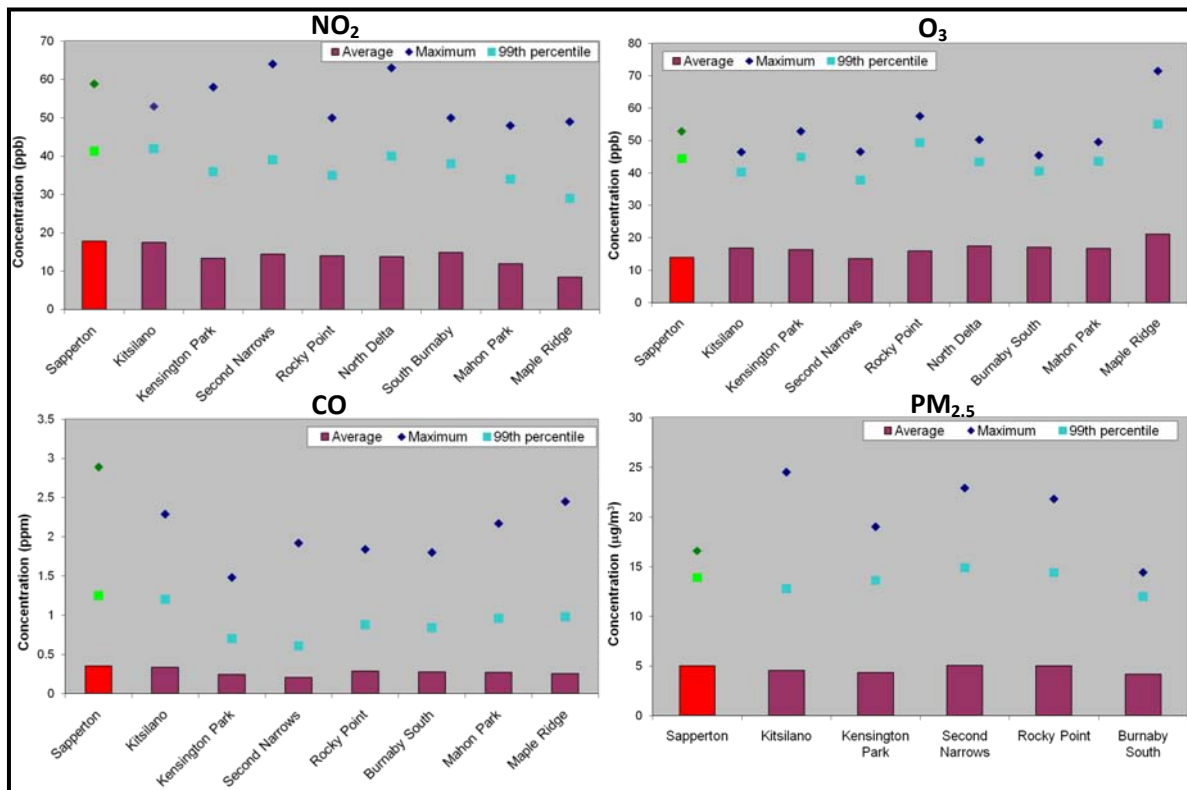 NO₂
Average Maximum 99th percentile
Concentration (ppb)
70
60
50
40
30
20
10
0
Sapperton
Kitsilano
Kensington Park
Second Narrows
Rocky Point
North Delta
South Burnaby
Mahon Park
Maple Ridge
O₃
Average Maximum 99th percentile
Concentration (ppb)
80
70
60
50
40
30
20
10
0
Sapperton
Kitsilano
Kensington Park
Second Narrows
Rocky Point
North Delta
Burnaby South
Mahon Park
Maple Ridge
CO
Average Maximum 99th percentile
Concentration (ppm)
3.5
3
2.5
2
1.5
1
0.5
0
Sapperton
Kitsilano
Kensington Park
Second Narrows
Rocky Point
Burnaby South
Mahon Park
Maple Ridge
PM₂.₅
Average Maximum 99th percentile
Concentration (µg/m³)
30
25
20
15
10
5
0
Sapperton
Kitsilano
Kensington
Park
Second
Narrows
Rocky Point
Burnaby
South